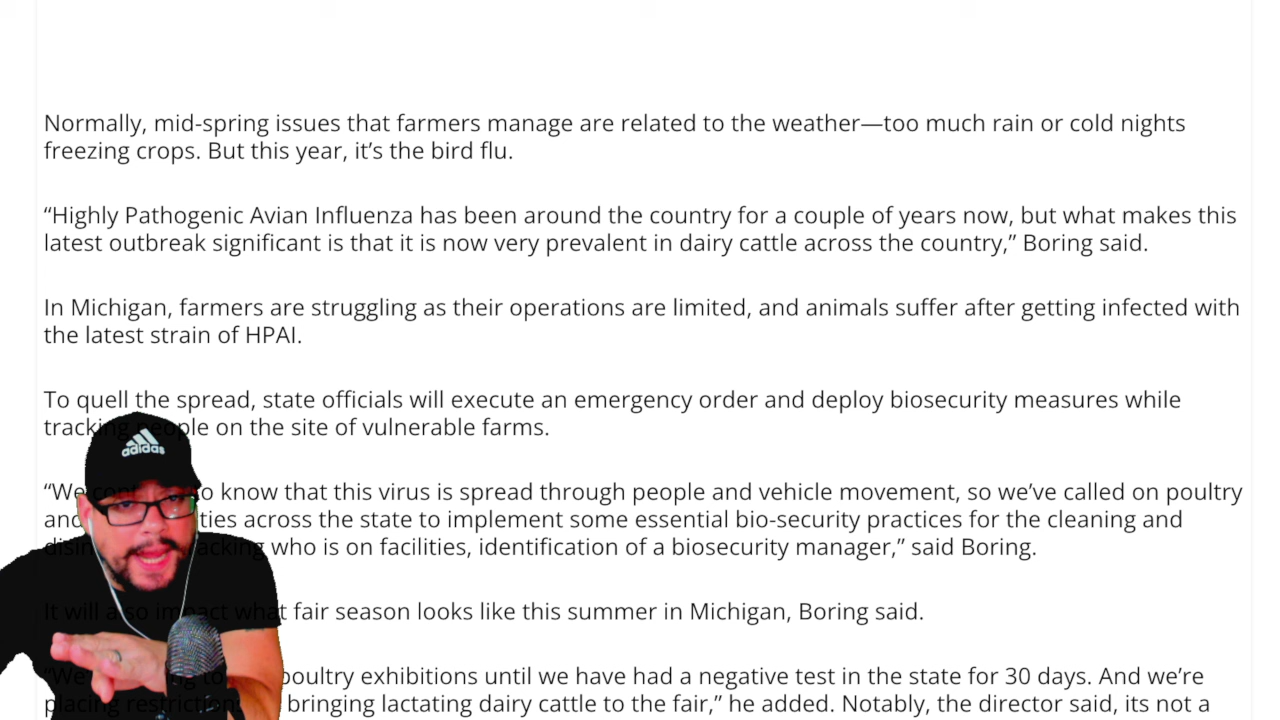 Normally, mid-spring issues that farmers manage are related to the weather—too much rain or cold nights
freezing crops. But this year, it’s the bird flu.
“Highly Pathogenic Avian Influenza has been around the country for a couple of years now, but what makes this
latest outbreak significant is that it is now very prevalent in dairy cattle across the country,” Boring said.
In Michigan, farmers are struggling as their operations are limited, and animals suffer after getting infected with
the latest strain of HPAI.
To quell the spread, state officials will execute an emergency order and deploy biosecurity measures while
tracking people on the site of vulnerable farms.
adidas
“We to know that this virus is spread through people and vehicle movement, so we’ve called on poultry
and ties across the state to implement some essential bio-security practices for the cleaning and
tracking who is on facilities, identification of a biosecurity manager,” said Boring.
It will also impact what fair season looks like this summer in Michigan, Boring said.
poultry exhibitions until we have had a negative test in the state for 30 days. And we’re
placing restrictions bringing lactating dairy cattle to the fair,” he added. Notably, the director said, its not a